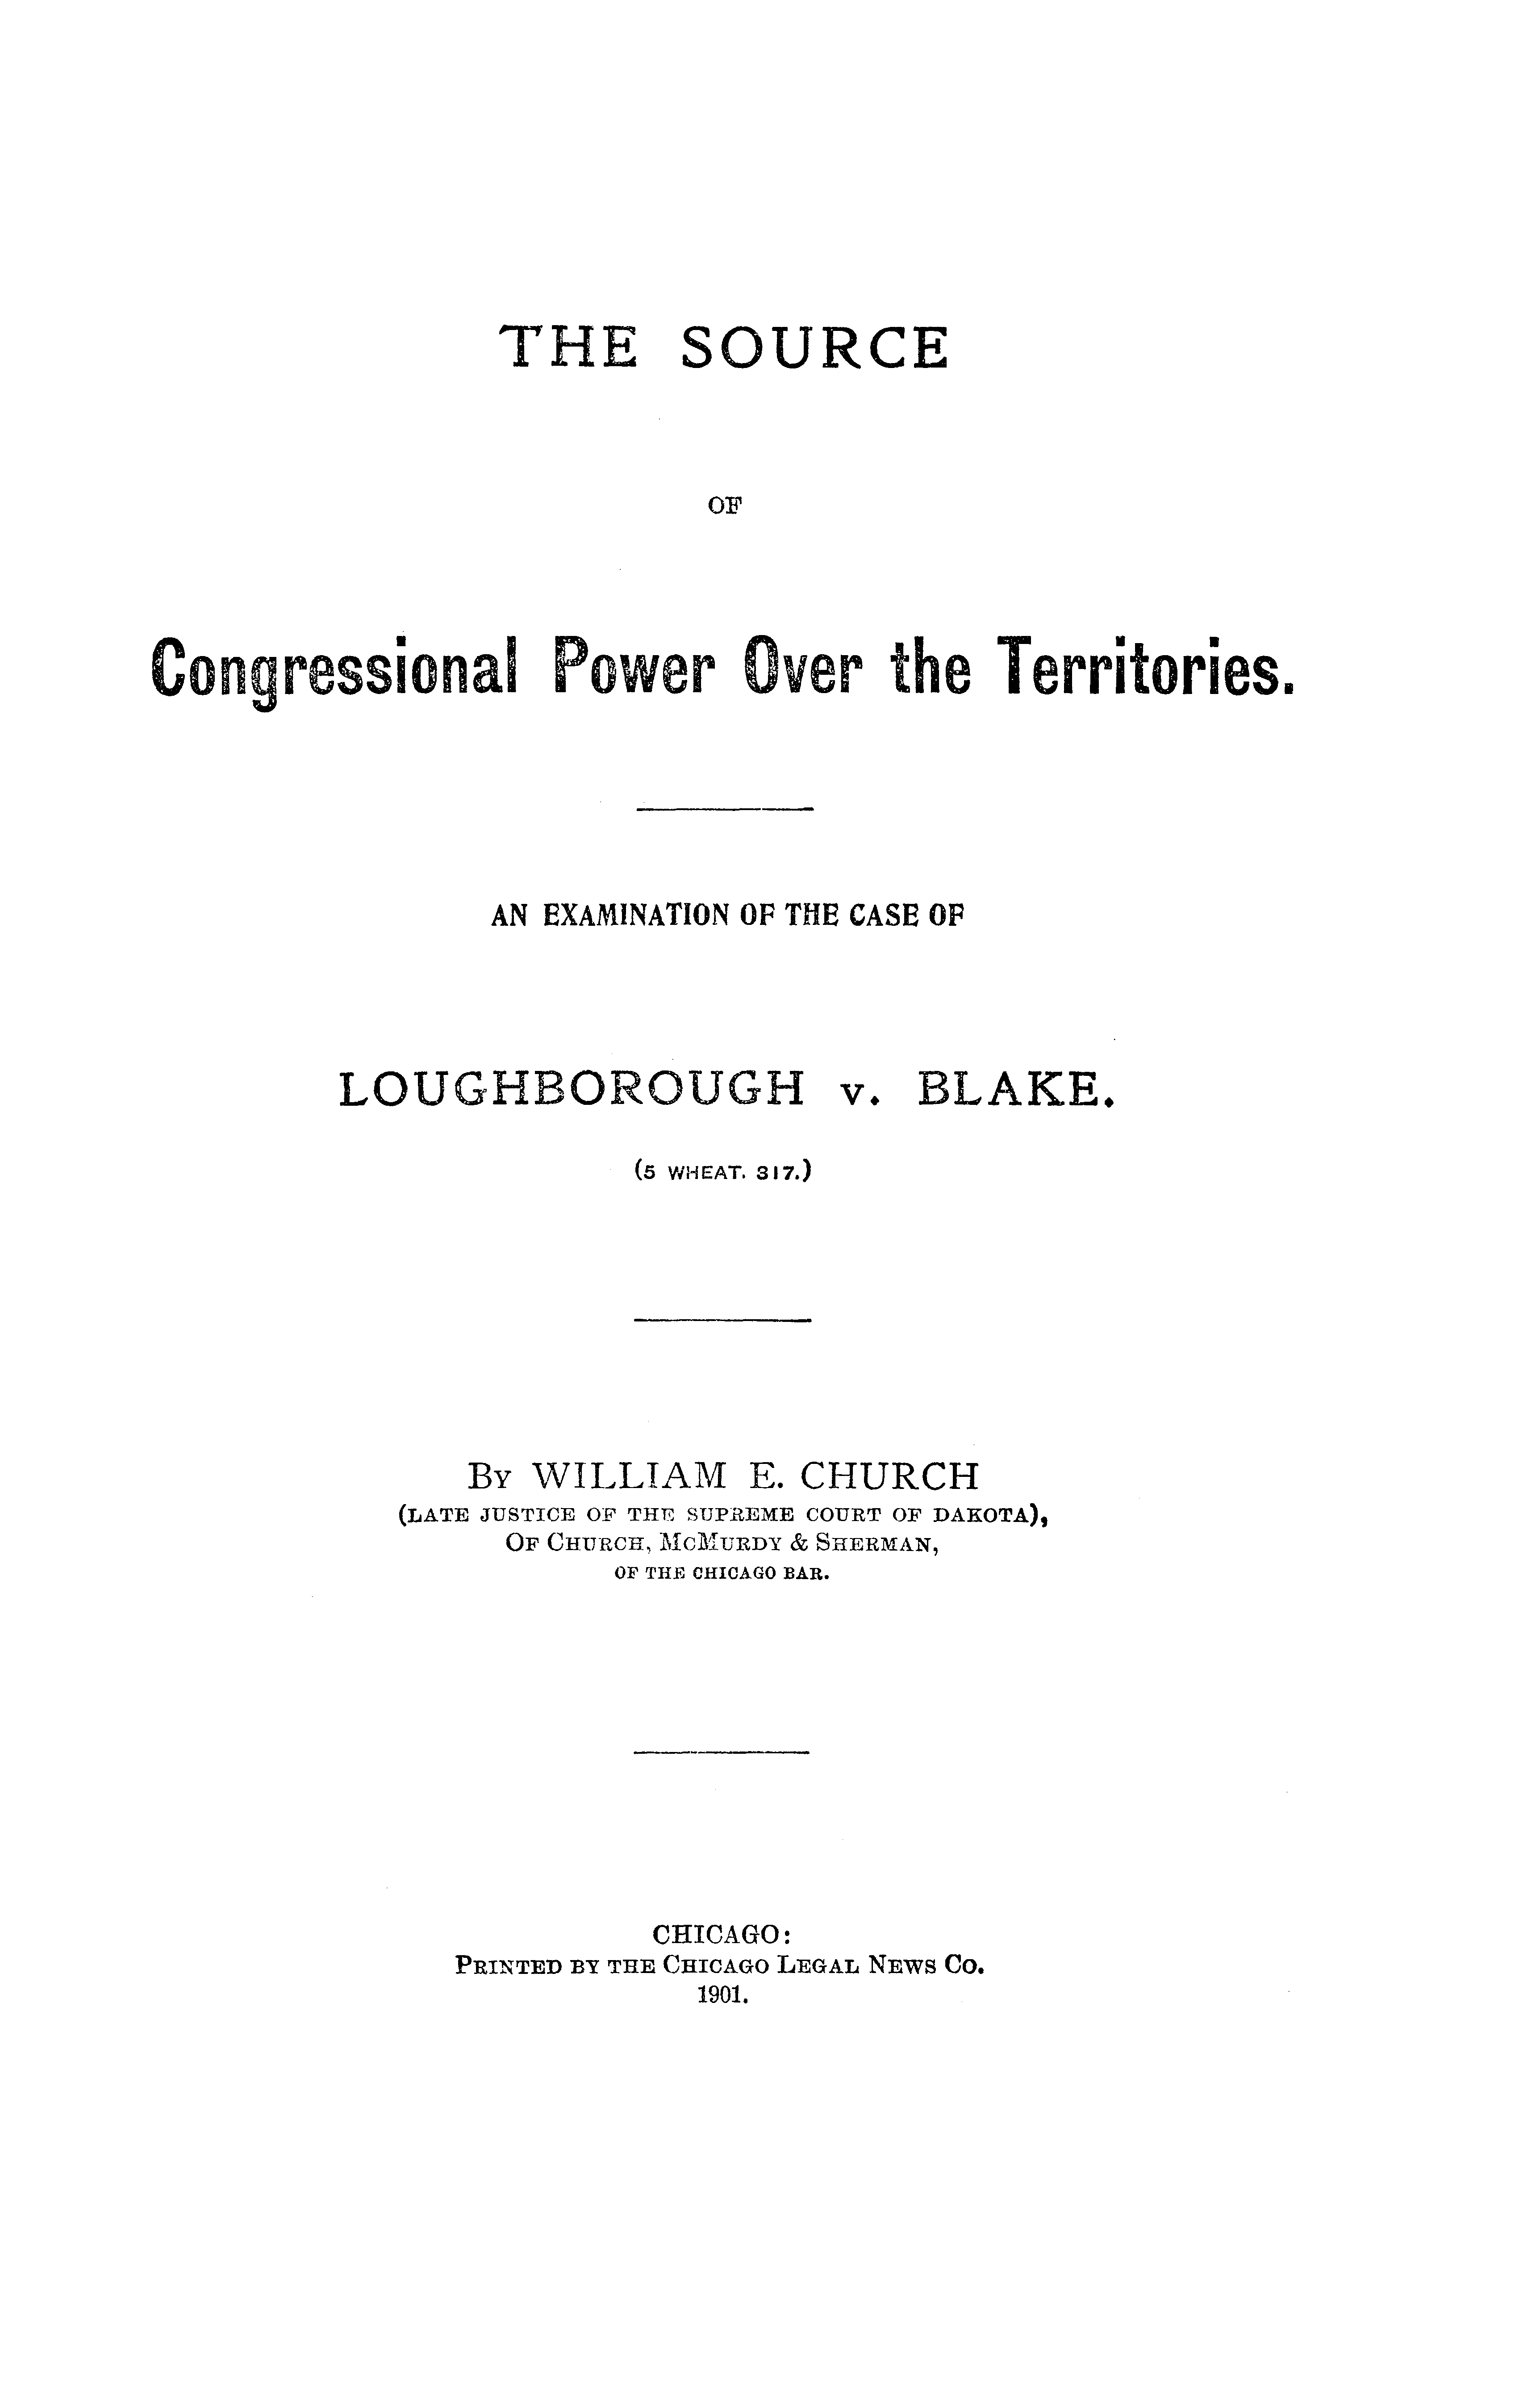 THE SOURCE
OF
Congressional Power Over the Territories.
AN EXAMINATION OF THE CASE OF
LOUGHBOROUGH v. BLAKE.
(5 WHEAT. 317.)
BY WILLIAM E. CHURCH
(LATE JUSTICE OF THE SUPREME COURT OF DAKOTA),
OF CHURCH, MCMURDY & SHERMAN,
OF THE CHICAGO BAR.
CHICAGO:
PRINTED BY THE CHICAGO LEGAL NEWS CO.
1901.